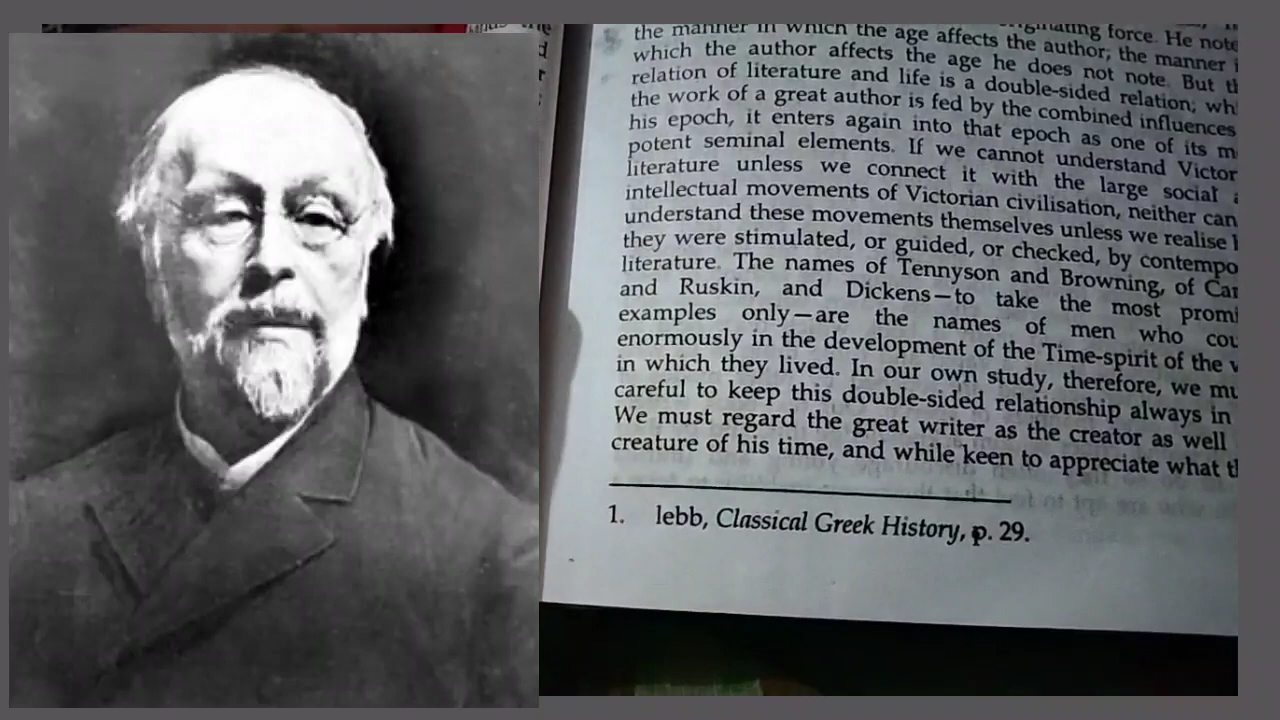 the manner in which the age affects the author; the manner
which the author affects the age he does not note. But
relation of literature and life is a double-sided relation;
the work of a great author is fed by the combined influences
his epoch, it enters again into that epoch as one of its
potent seminal elements. If we cannot understand Victor
literature unless we connect it with the large social
intellectual movements of Victorian civilisation, neither can
understand these movements themselves unless we realise
they were stimulated, or guided, or checked, by contempo
literature. The names of Tennyson and Browning, of Car
and Ruskin, and Dickens—to take the most promi
examples only—are the names of men who cou
enormously in the development of the Time-spirit of the
in which they lived. In our own study, therefore, we mu
careful to keep this double-sided relationship always in
We must regard the great writer as the creator as well
creature of his time, and while keen to appreciate what
1. lebb, Classical Greek History, p. 29.